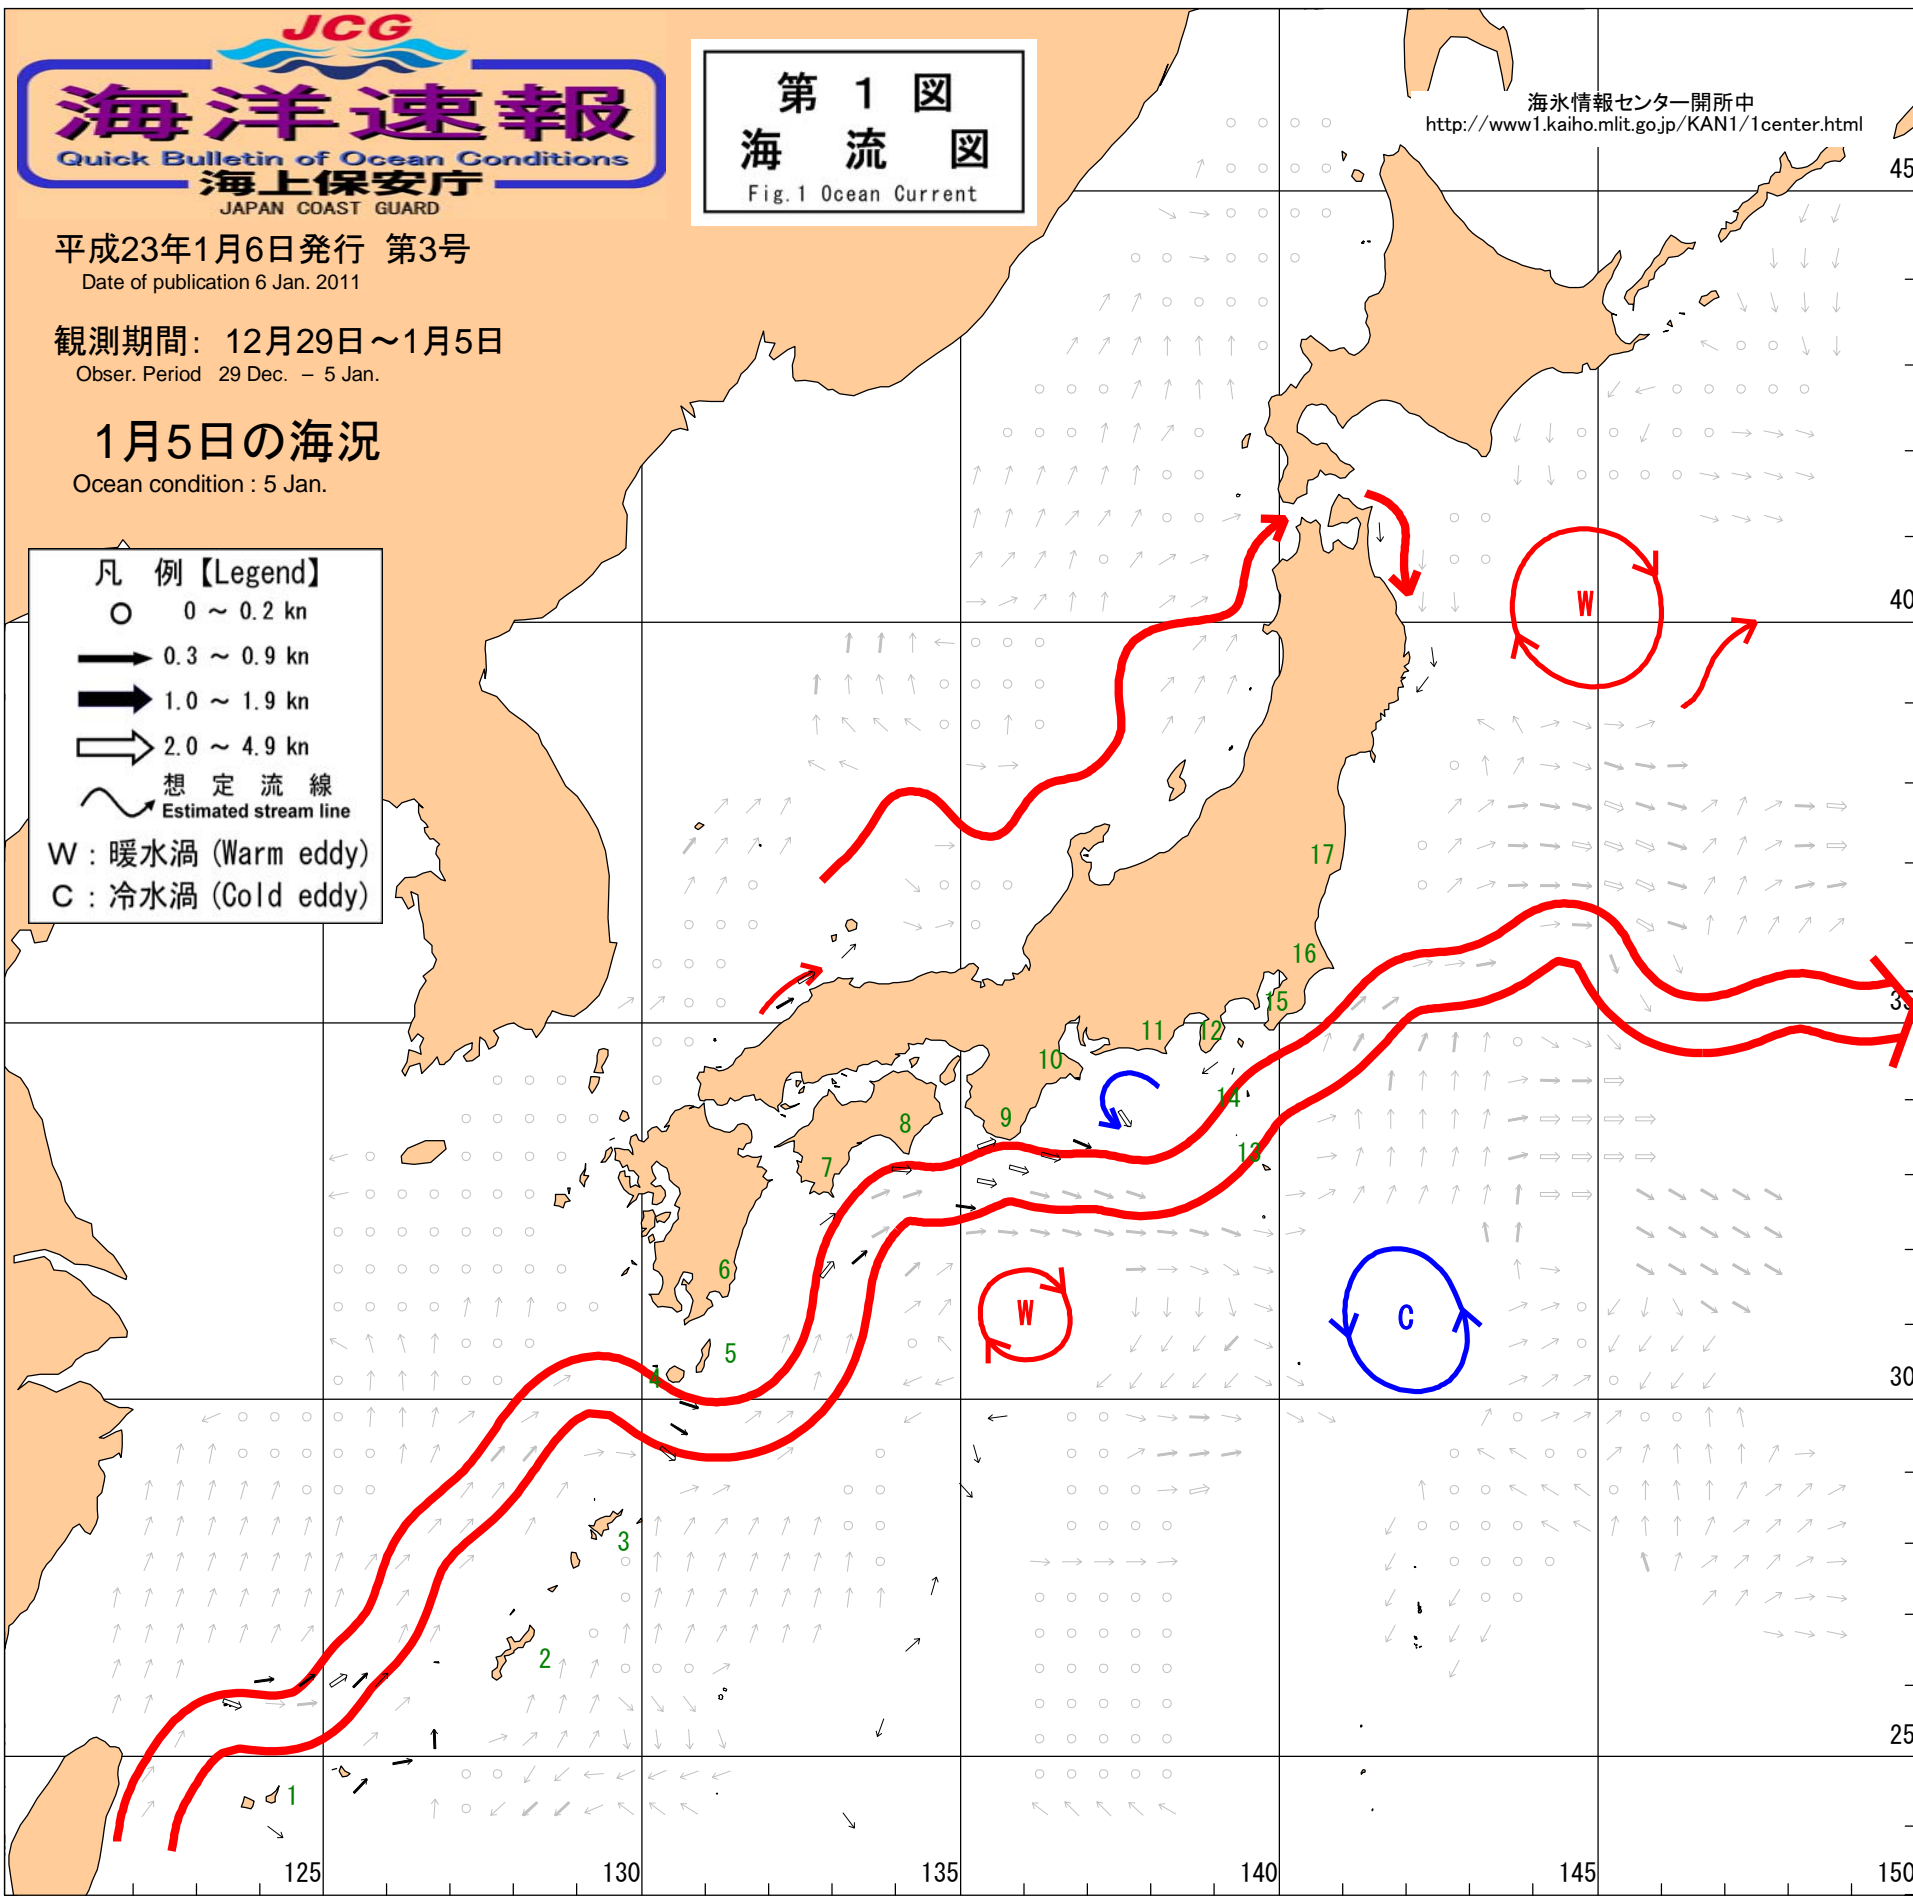 JCG
海洋速報
Quick Bulletin of Ocean Conditions
海上保安庁
JAPAN COAST GUARD
第 1 図
海 流 図
Fig.1 Ocean Current
海氷情報センター開所中
http://www1.kaiho.mlit.go.jp/KAN1/1center.html
平成23年1月6日発行 第3号
Date of publication 6 Jan. 2011
観測期間: 12月29日～1月5日
Obser. Period 29 Dec. – 5 Jan.
1月5日の海況
Ocean condition : 5 Jan.
凡 例【Legend】
0 ～ 0.2 kn
0.3 ～ 0.9 kn
1.0 ～ 1.9 kn
2.0 ～ 4.9 kn
想 定 流 線
Estimated stream line
W : 暖水渦 (Warm eddy)
C : 冷水渦 (Cold eddy)
45
40
35
30
25
W
W
C
17
16
15
14
13
12
11
10
9
8
7
6
5
4
3
2
1
125
130
135
140
145
150